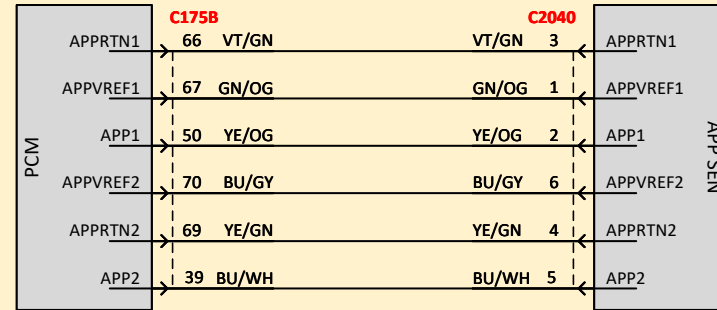 C175B C2040
APPRTN1 66 VT/GN VT/GN 3 APPRTN1
APPVREF1 67 GN/OG GN/OG 1 APPVREF1
APP1 50 YE/OG YE/OG 2 APP1
APPVREF2 70 BU/GY BU/GY 6 APPVREF2
APPRTN2 69 YE/GN YE/GN 4 APPRTN2
APP2 39 BU/WH BU/WH 5 APP2
PCM
APP SEN